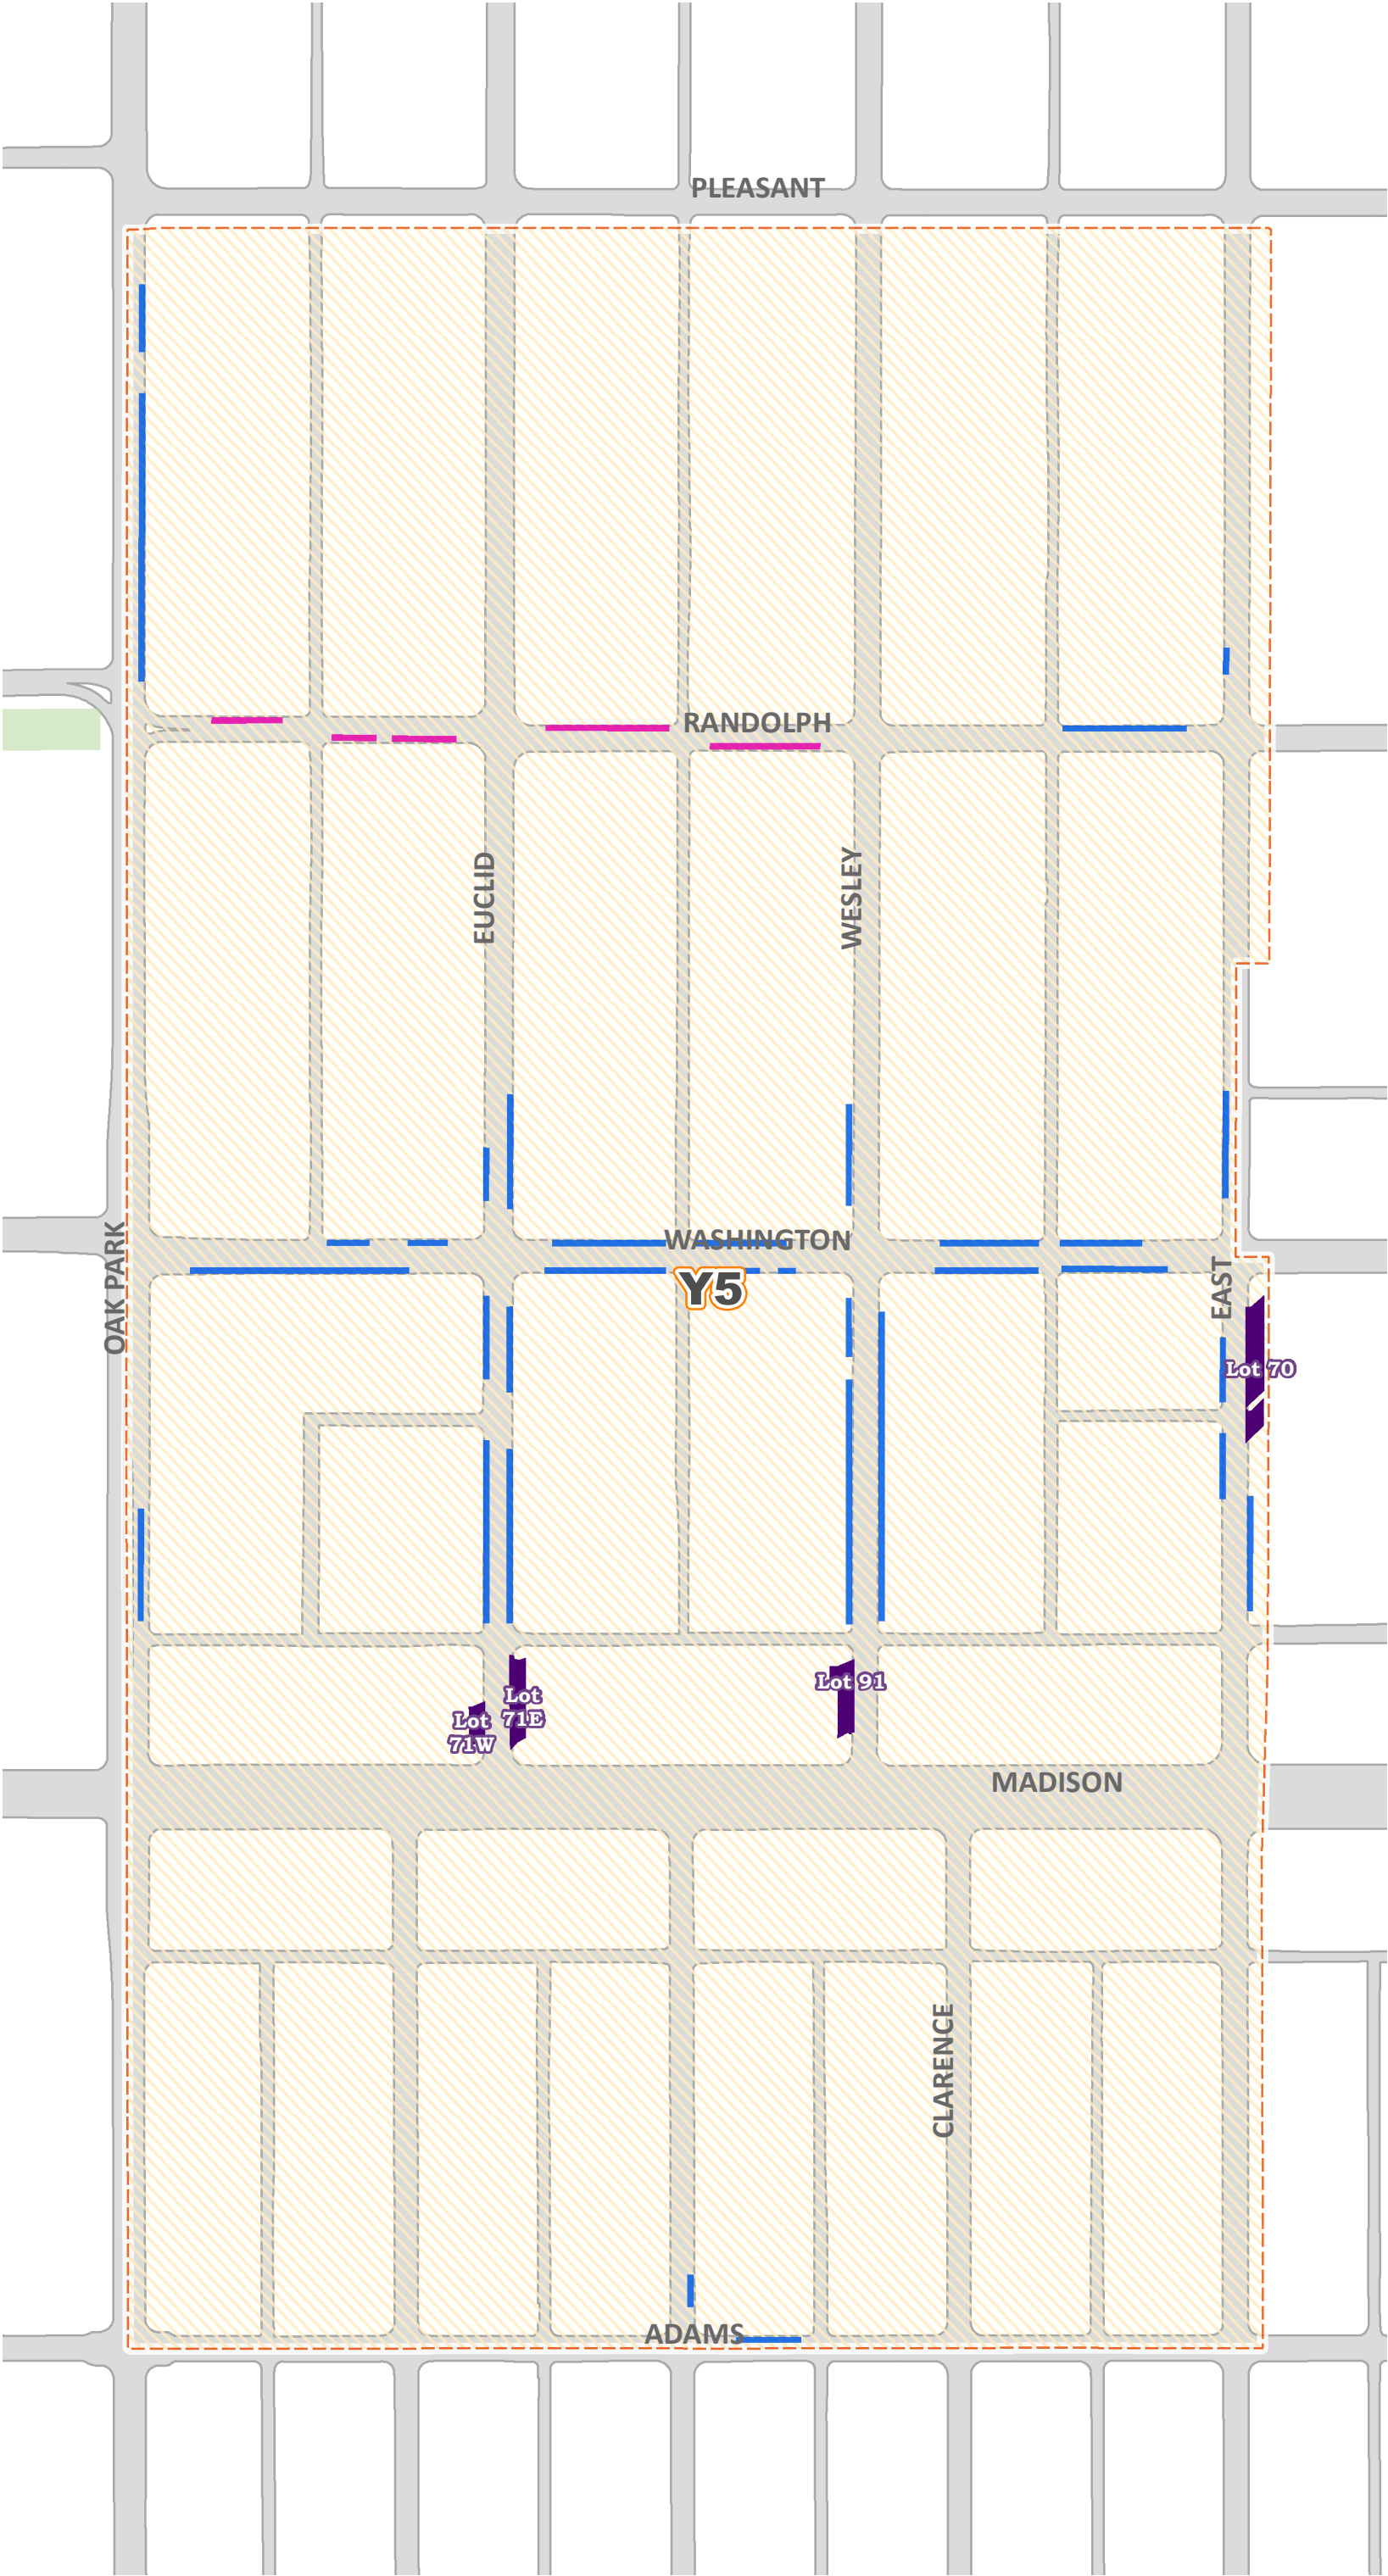 PLEASANT
RANDOLPH
EUCLID
WESLEY
WASHINGTON
OAK PARK
Y5
EAST
Lot 70
Lot 91
Lot
71E
Lot
71W
MADISON
CLARENCE
ADAMS